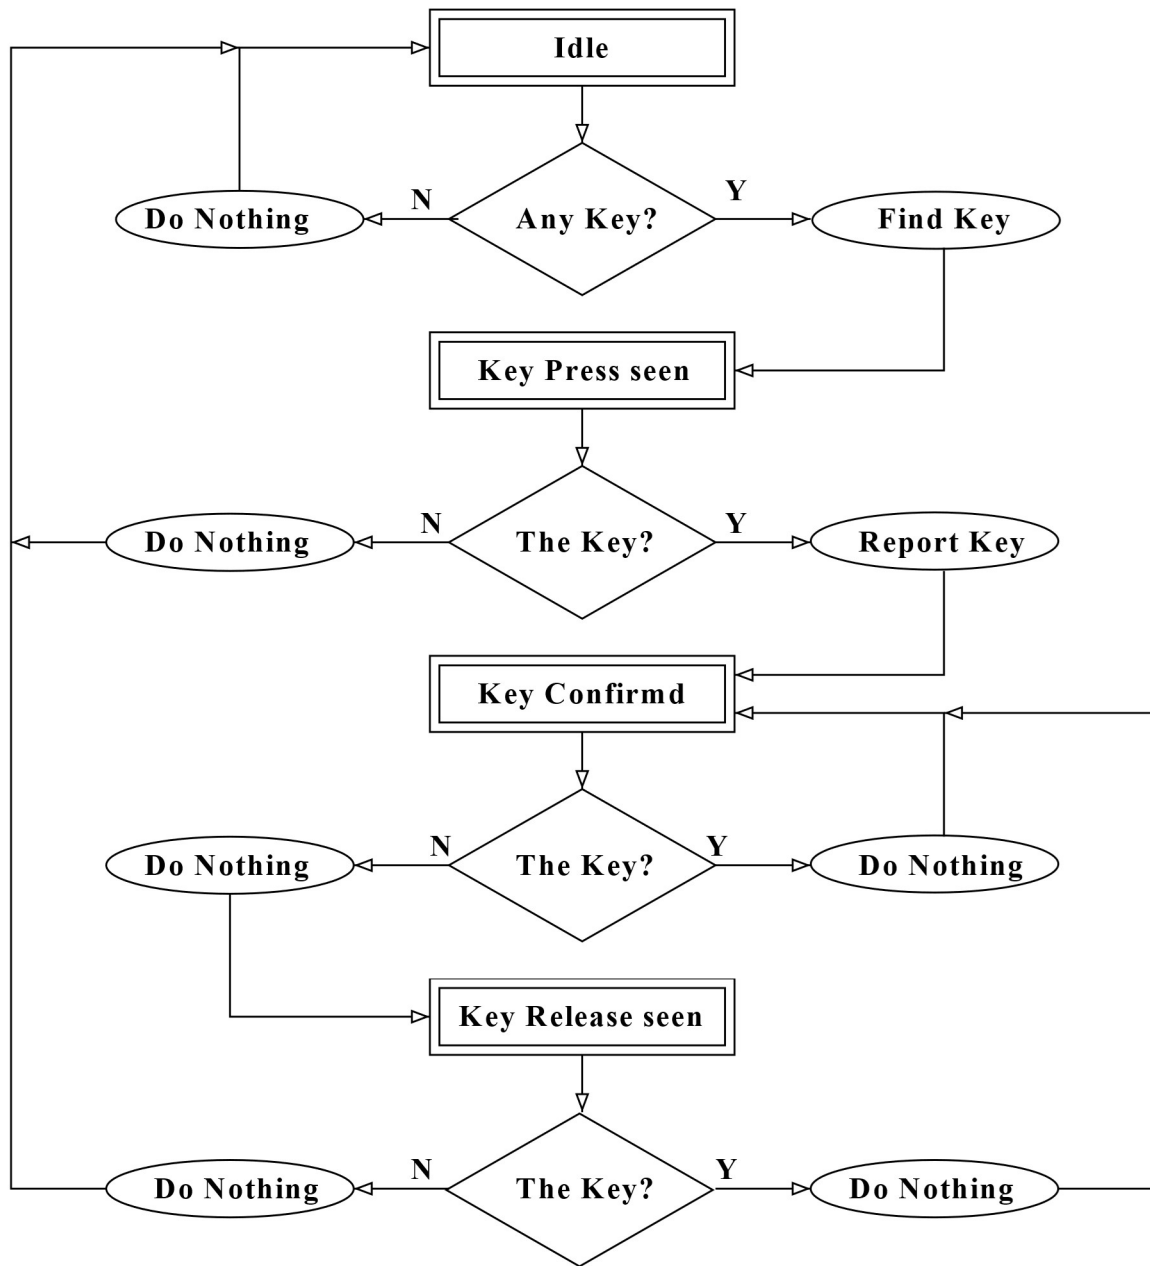 Idle
N
Y
Do Nothing
Any Key?
Find Key
Key Press seen
N
Y
Do Nothing
The Key?
Report Key
Key Confirmd
N
Y
Do Nothing
The Key?
Do Nothing
Key Release seen
N
Y
Do Nothing
The Key?
Do Nothing